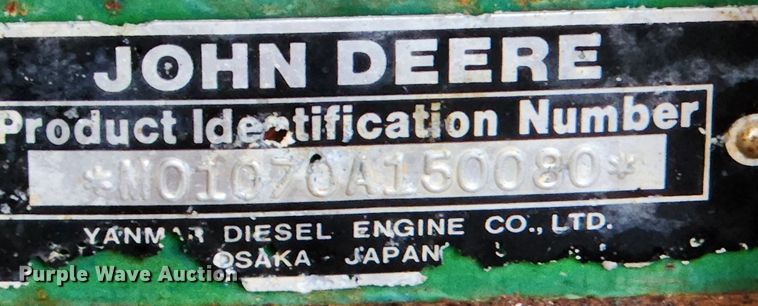 JOHN DEERE
Product Identification Number
*M01070A150080*
YANMAR DIESEL ENGINE CO., LTD.
OSAKA JAPAN
Purple Wave Auction